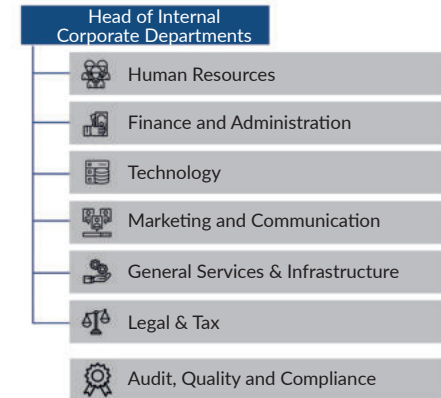 Head of Internal
Corporate Departments
Human Resources
Finance and Administration
Technology
Marketing and Communication
General Services & Infrastructure
Legal & Tax
Audit, Quality and Compliance